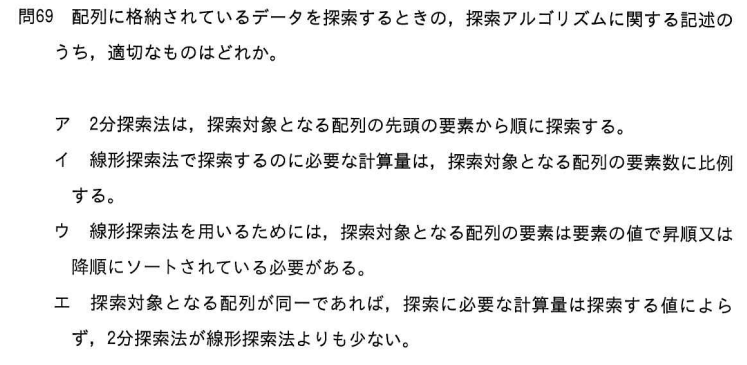 問69 配列に格納されているデータを探索するときの，探索アルゴリズムに関する記述の
うち，適切なものはどれか。
ア 2分探索法は，探索対象となる配列の先頭の要素から順に探索する。
イ 線形探索法で探索するのに必要な計算量は，探索対象となる配列の要素数に比例
する。
ウ 線形探索法を用いるためには，探索対象となる配列の要素は要素の値で昇順又は
降順にソートされている必要がある。
エ 探索対象となる配列が同一であれば，探索に必要な計算量は探索する値によら
ず，2分探索法が線形探索法よりも少ない。